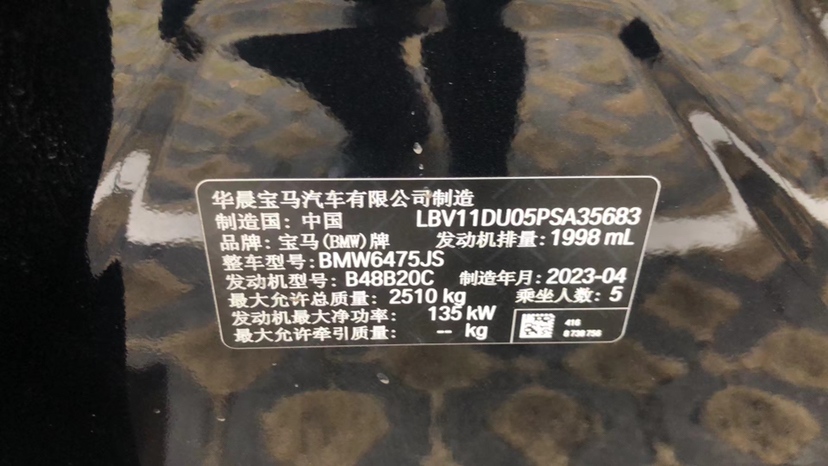 华晨宝马汽车有限公司制造
制造国: 中国 LBV11DU05PSA35683
品牌: 宝马(BMW)牌 发动机排量: 1998 mL
整车型号: BMW6475JS
发动机型号: B48B20C 制造年月: 2023-04
最大允许总质量: 2510 kg 乘坐人数: 5
发动机最大净功率: 135 kW
最大允许牵引质量: -- kg
416
8738756